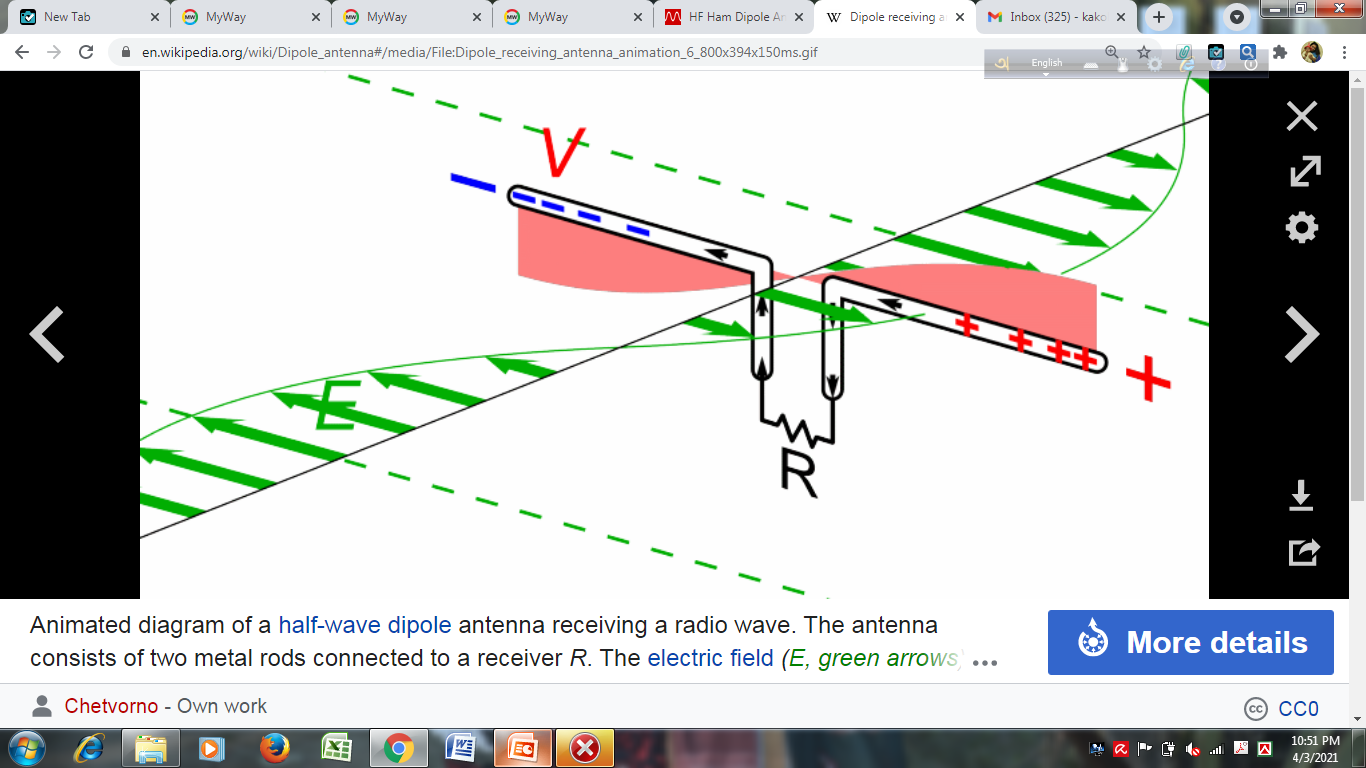 New Tab
MyWay
MyWay
MyWay
HF Ham Dipole A
Dipole receiving a
Inbox (325) - kako
en.wikipedia.org/wiki/Dipole_antenna#/media/File:Dipole_receiving_antenna_animation_6_800x394x150ms.gif
English
V
E
R
Animated diagram of a half-wave dipole antenna receiving a radio wave. The antenna
consists of two metal rods connected to a receiver R. The electric field (E, green arrows)
...
More details
Chetvorno - Own work
cc CC0
10:51 PM
4/3/2021